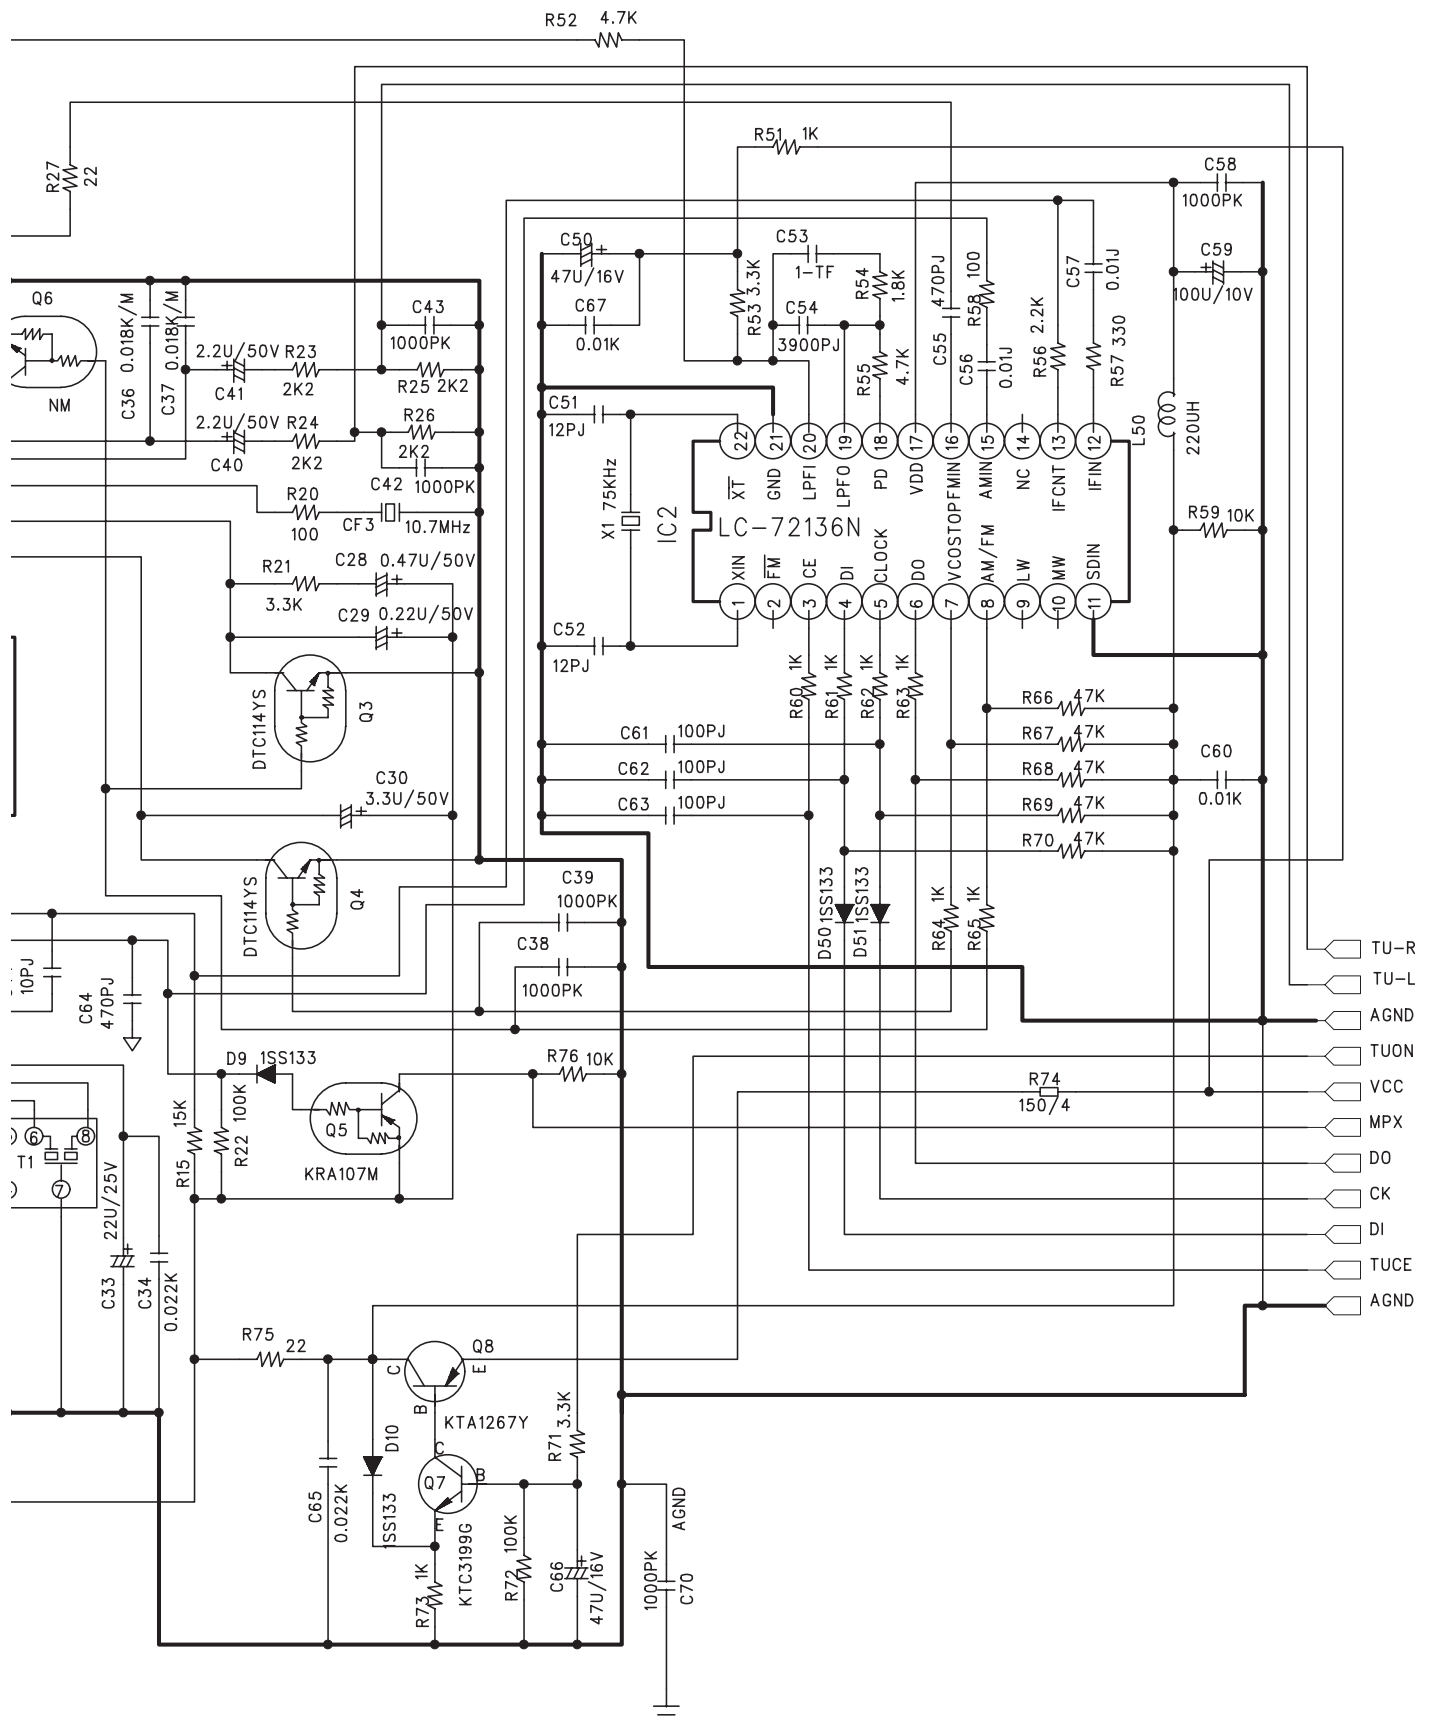 R52 4.7K
R51 1K
R27
22
C58
1000PK
C50
47U/16V
C53
1-TF
R53 3.3K
R54
1.8K
C55 470PJ
R58 100
C57
0.01J
C59
100U/10V
Q6
C36 0.018K/M
C37 0.018K/M
C43
1000PK
C67
0.01K
C54
3900PJ
R55
4.7K
C56
0.01J
R56 2.2K
R57 330
2.2U/50V R23
C41 2K2
R25 2K2
NM
2.2U/50V R24
C40 2K2
R26
2K2
C42
1000PK
C51
12PJ
L50
220UH
22 21 20 19 18 17 16 15 14 13 12
XT GND LPFI LPFO PD VDD FMIN AMIN NC IFCNT IFIN
X1 75KHz
IC2
LC-72136N
R20
100
CF3
10.7MHz
R59 10K
XIN FM CE DI CLOCK DO VCOSTOP AM/FM LW MW SDIN
1 2 3 4 5 6 7 8 9 10 11
R21
3.3K
C28 0.47U/50V
C29 0.22U/50V
C52
12PJ
DTC114YS
Q3
R60 1K
R61 1K
R62 1K
R63 1K
R66 47K
R67 47K
R68 47K
R69 47K
R70 47K
C60
0.01K
C61 100PJ
C62 100PJ
C63 100PJ
C30
3.3U/50V
DTC114YS
Q4
C39
1000PK
C38
1000PK
D50 1SS133
D51 1SS133
R64 1K
R65 1K
10PJ
C64
470PJ
TU-R
TU-L
AGND
TUON
VCC
MPX
DO
CK
DI
TUCE
AGND
D9 1SS133
R76 10K
R74
150/4
R15 15K
R22 100K
Q5
KRA107M
6 8
T1
7
C33 22U/25V
C34
0.022K
R75 22
Q8
C
E
B
KTA1267Y
R71 3.3K
D10
1SS133
C
Q7
B
E
KTC3199G
C65
0.022K
R73 1K
R72 100K
C66
47U/16V
AGND
1000PK
C70